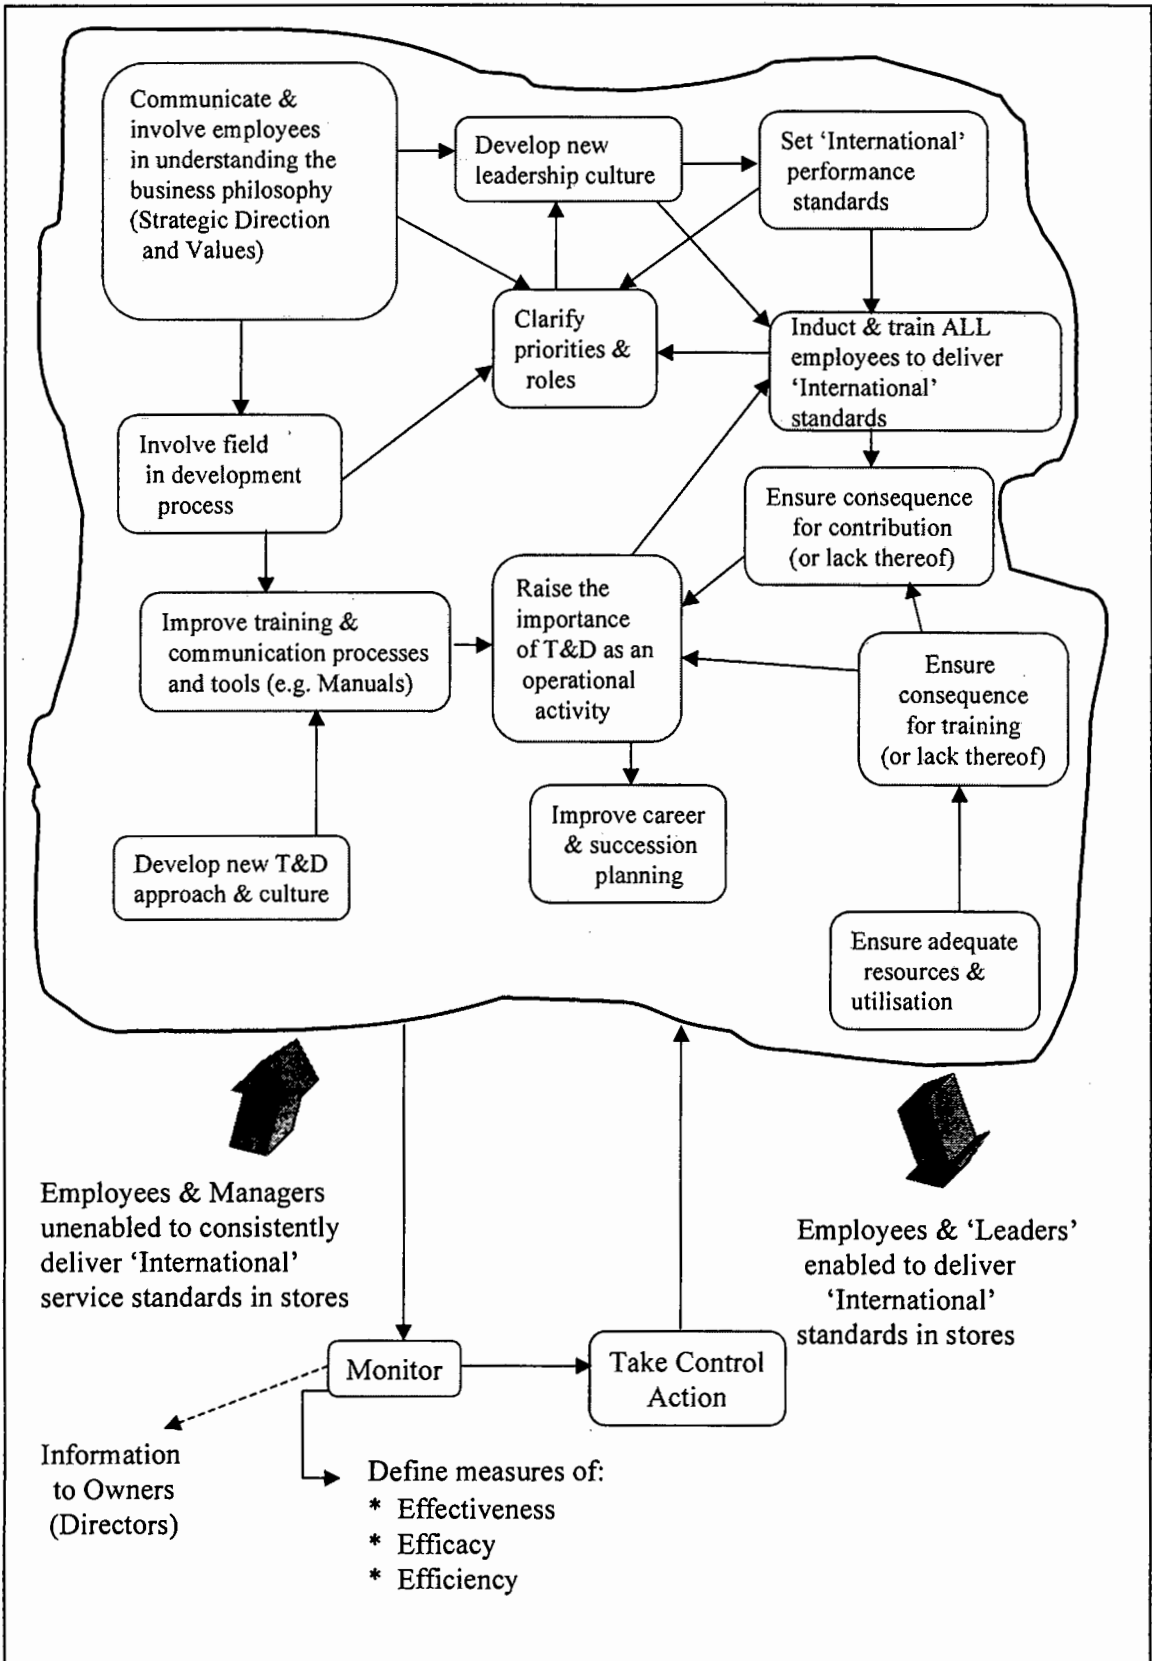 Communicate &
involve employees
in understanding the
business philosophy
(Strategic Direction
and Values)
Develop new
leadership culture
Set ‘International’
performance
standards
Clarify
priorities &
roles
Induct & train ALL
employees to deliver
‘International’
standards
Involve field
in development
process
Ensure consequence
for contribution
(or lack thereof)
Improve training &
communication processes
and tools (e.g. Manuals)
Raise the
importance
of T&D as an
operational
activity
Ensure
consequence
for training
(or lack thereof)
Improve career
& succession
planning
Develop new T&D
approach & culture
Ensure adequate
resources &
utilisation
Employees & Managers
unenabled to consistently
deliver ‘International’
service standards in stores
Employees & ‘Leaders’
enabled to deliver
‘International’
standards in stores
Monitor
Take Control
Action
Information
to Owners
(Directors)
Define measures of:
* Effectiveness
* Efficacy
* Efficiency